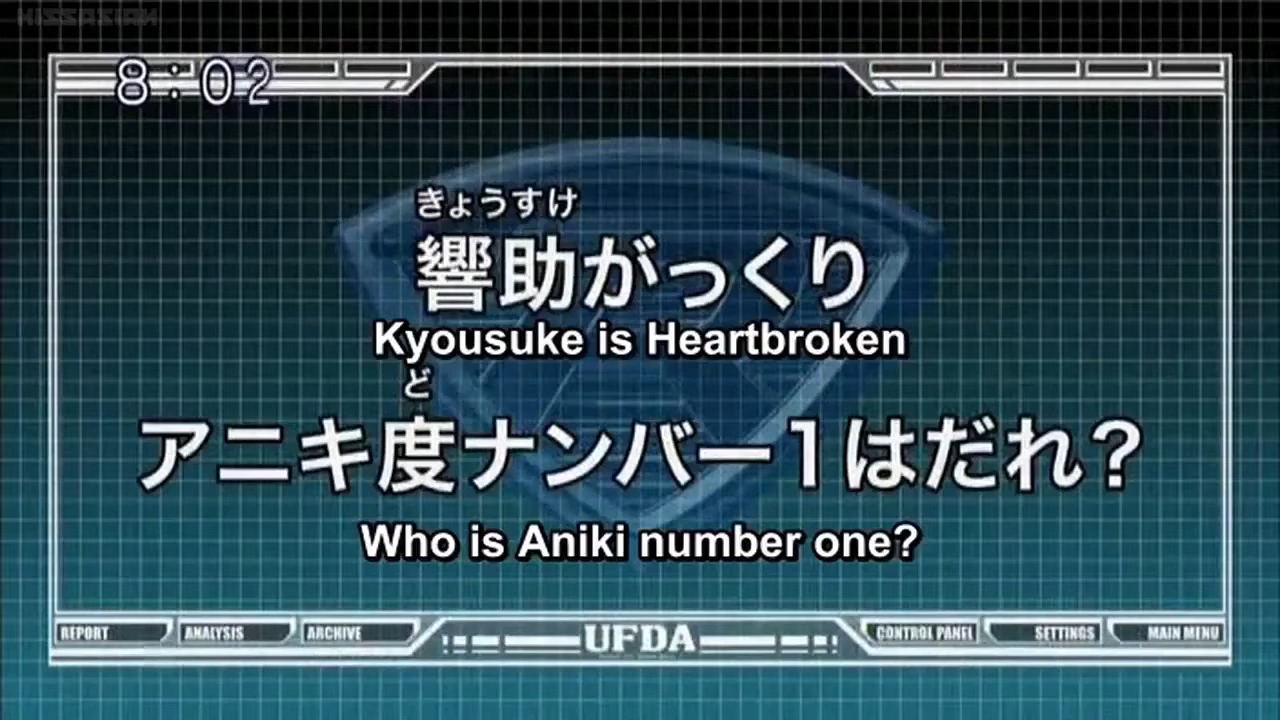 KISSASIAN
8:02
きょうすけ
響助がっくり
Kyousuke is Heartbroken
ど
アニキ度ナンバー1はだれ?
Who is Aniki number one?
REPORT ANALYSIS ARCHIVE UFDA CONTROL PANEL SETTINGS MAIN MENU